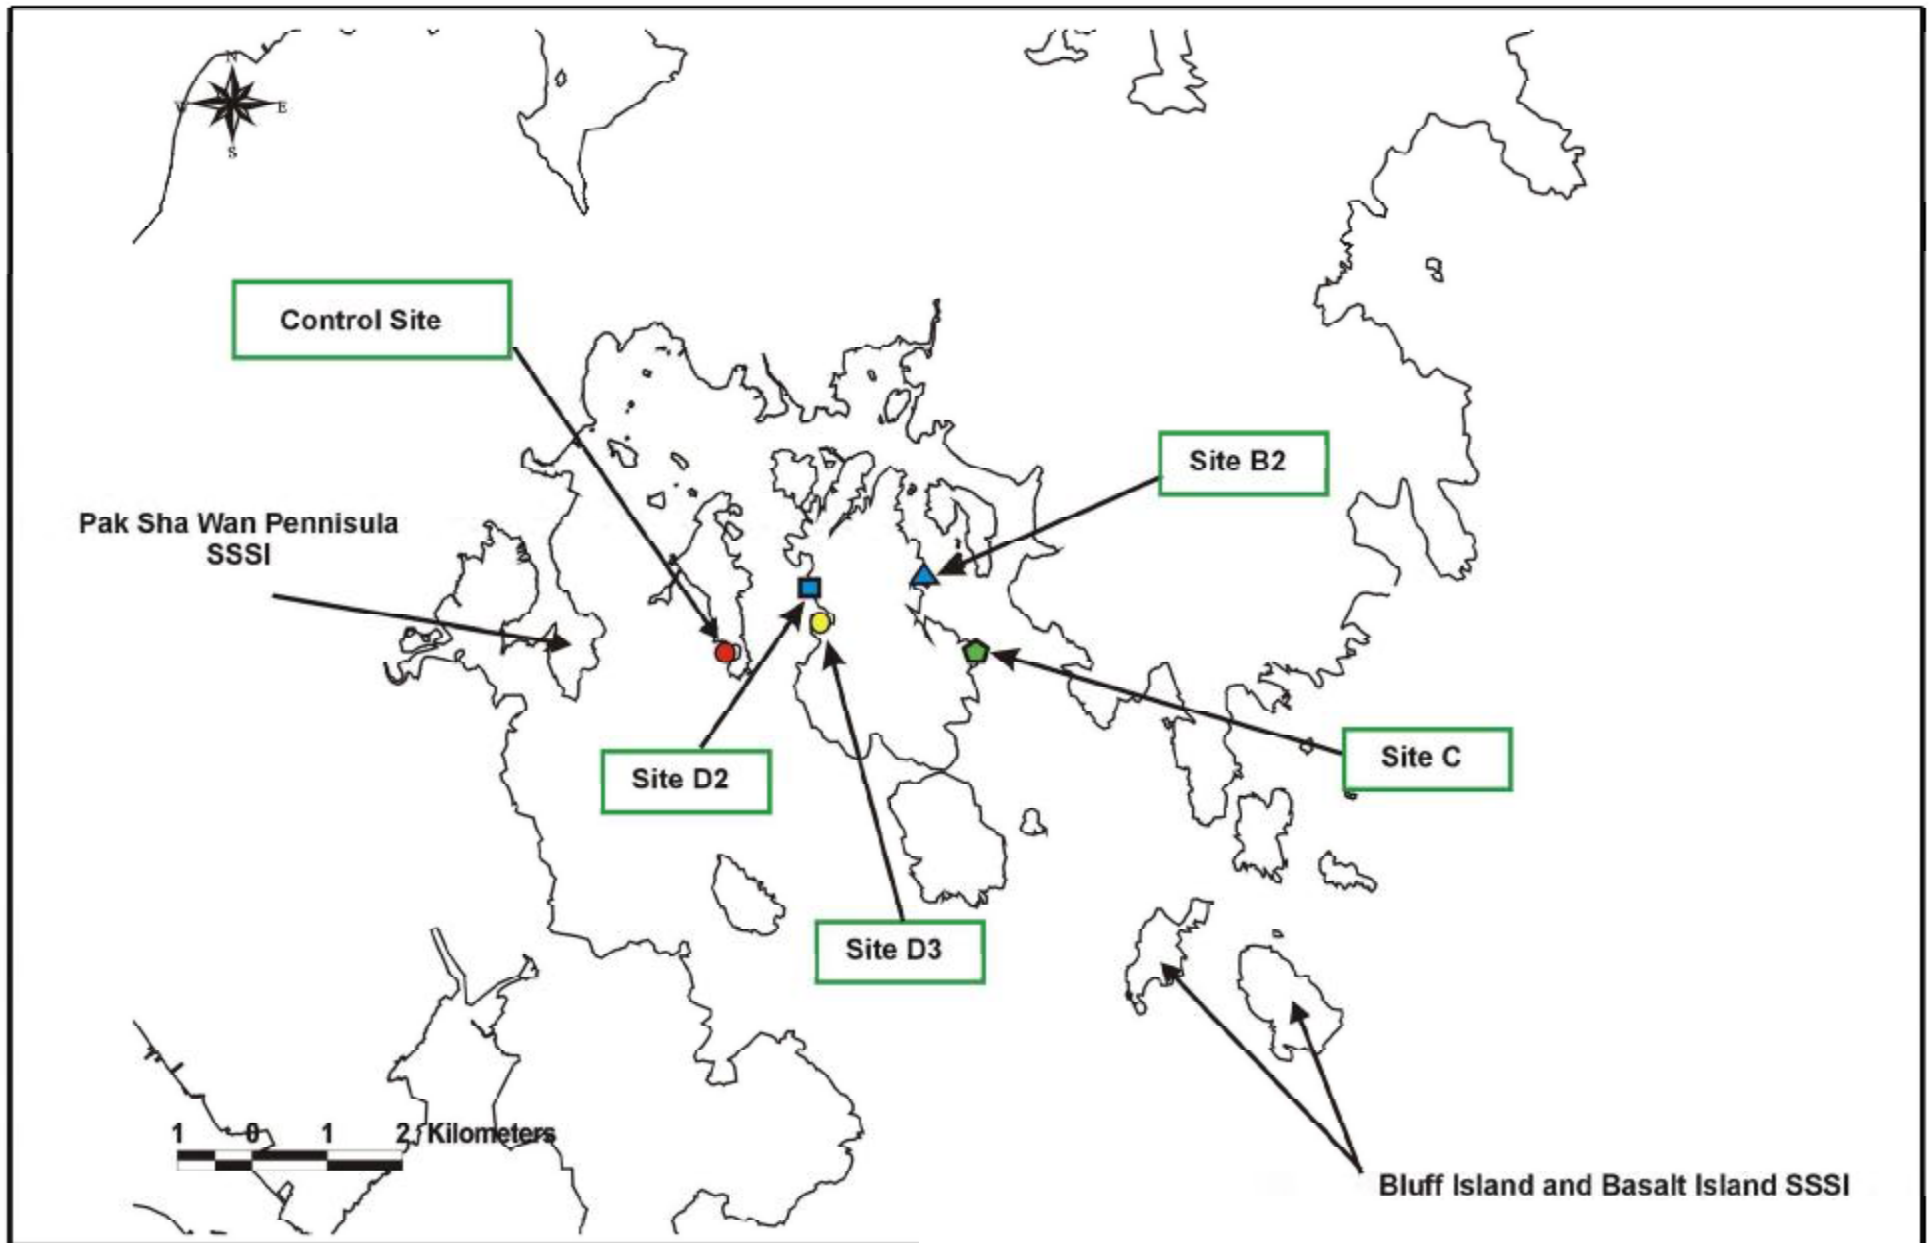 N
W E
S
Control Site
Site B2
Pak Sha Wan Pennisula
SSSI
Site C
Site D2
Site D3
1 0 1 2 Kilometers
Bluff Island and Basalt Island SSSI